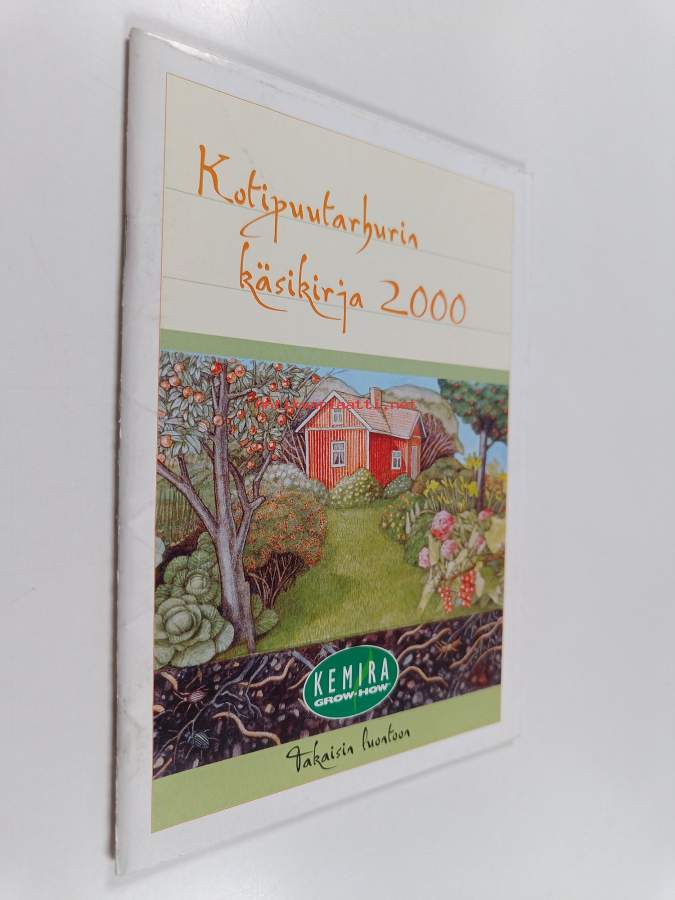 Kotipuutarhurin
käsikirja 2000
KEMIRA
GROW-HOW
Takaisin luontoon